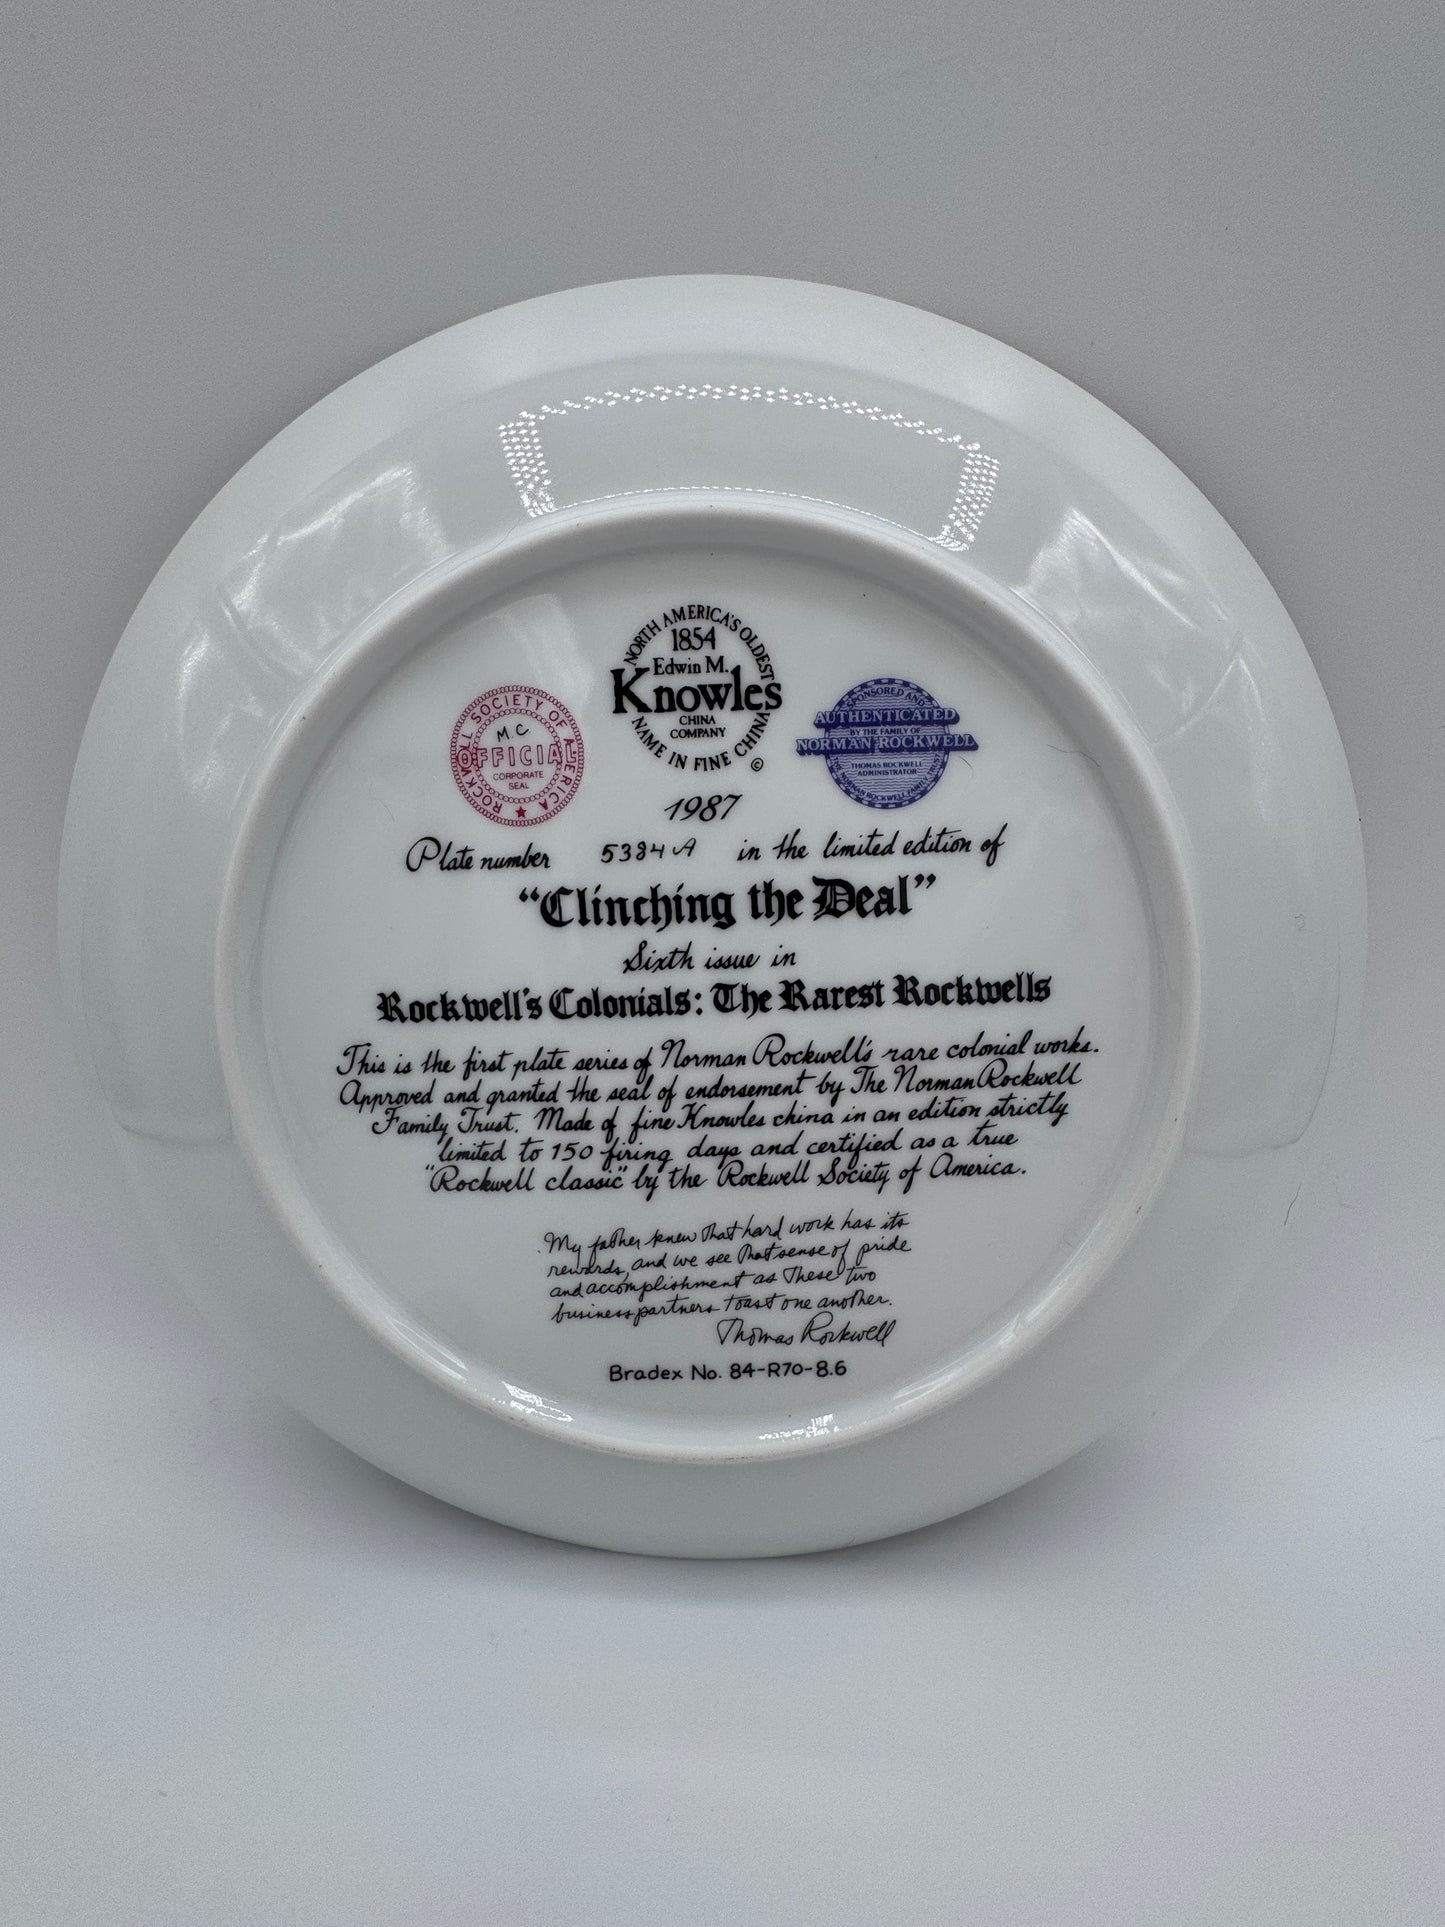 NORTH AMERICA'S OLDEST
1854
Edwin M.
Knowles
CHINA
COMPANY
NAME IN FINE CHINA
©
ROCKWELL SOCIETY OF AMERICA
M.C
OFFICIAL
CORPORATE
SEAL
SPONSORED AND
AUTHENTICATED
BY THE FAMILY OF
NORMAN ROCKWELL
THOMAS ROCKWELL
ADMINISTRATOR
THE NORMAN ROCKWELL FAMILY TRUST
1987
Plate number 5384A in the limited edition of
"Clinching the Deal"
Sixth issue in
Rockwell's Colonials: The Rarest Rockwells
This is the first plate series of Norman Rockwell's rare colonial works.
Approved and granted the seal of endorsement by The Norman Rockwell
Family Trust. Made of fine Knowles china in an edition strictly
limited to 150 firing days and certified as a true
"Rockwell classic" by the Rockwell Society of America.
My father knew that hard work has its
rewards, and we see that sense of pride
and accomplishment as these two
business partners toast one another.
Thomas Rockwell
Bradex No. 84-R70-8.6